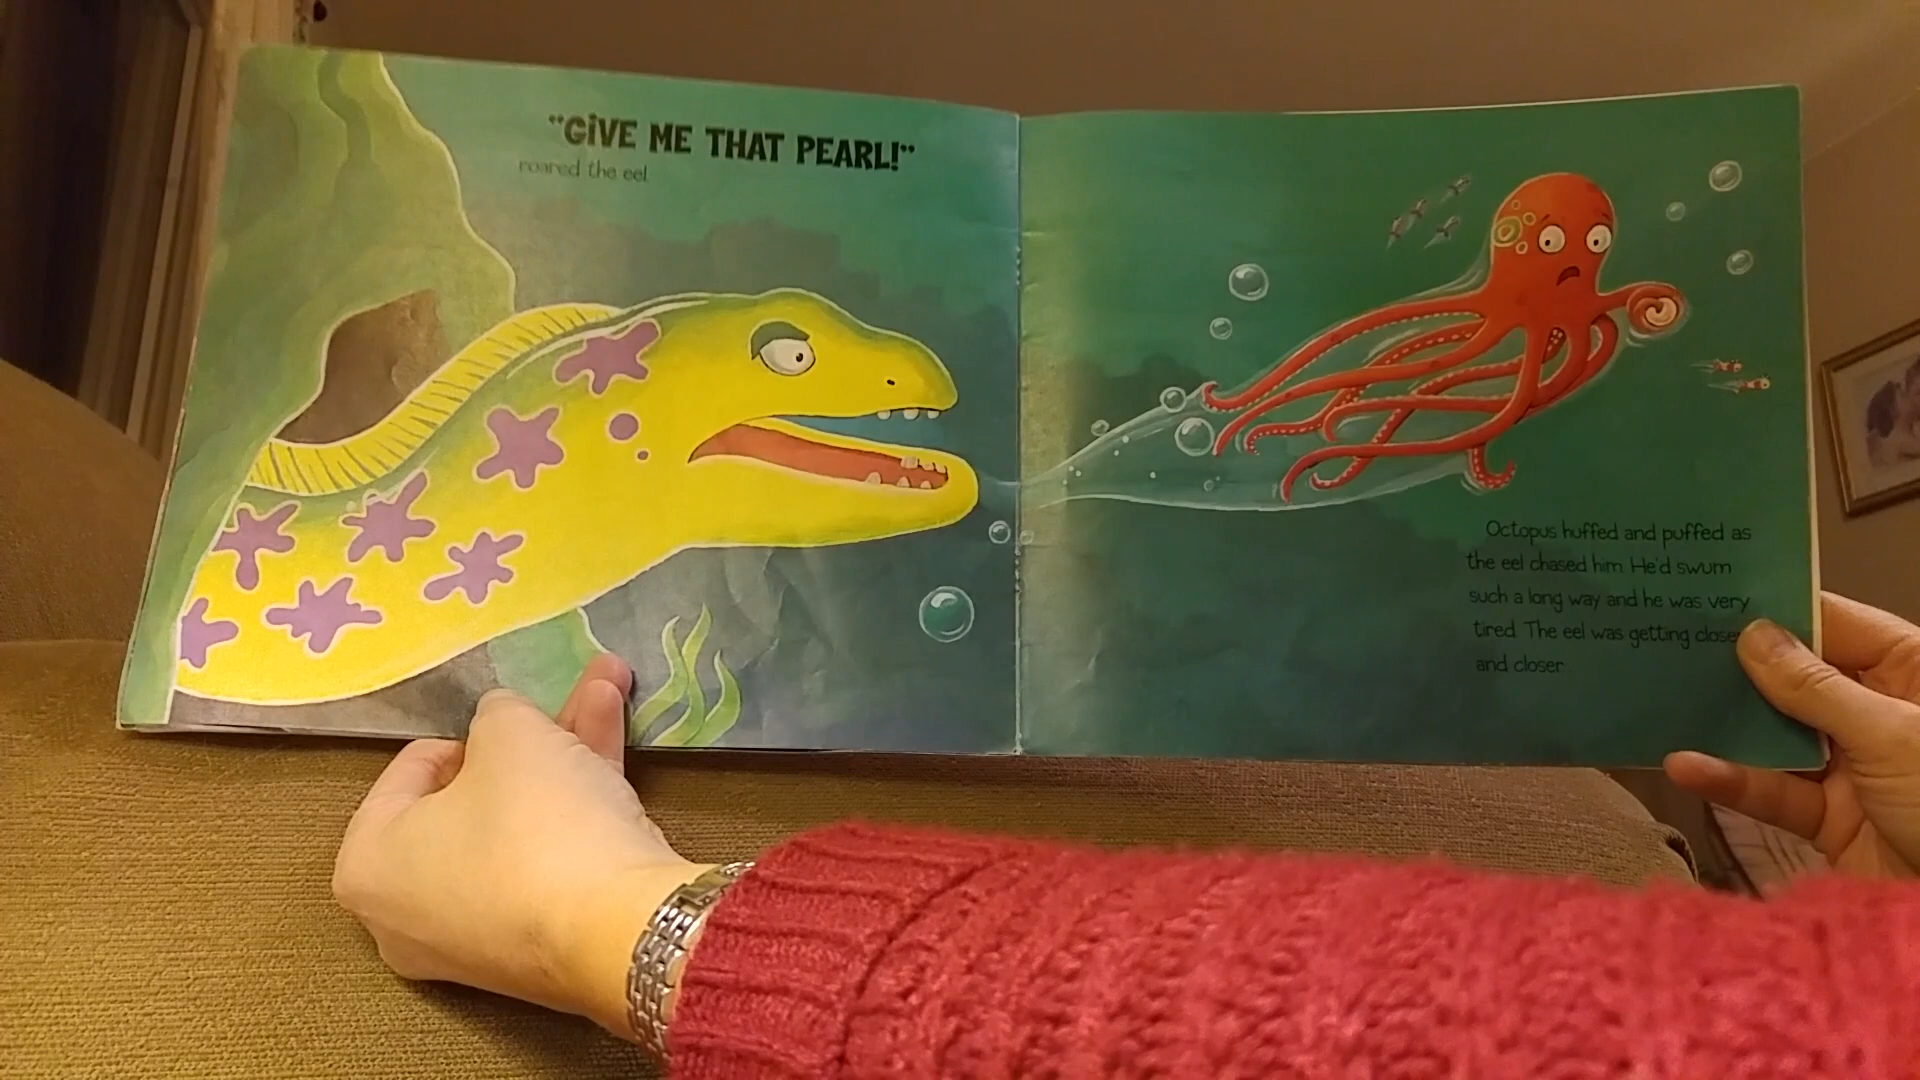 "GiVE ME THAT PEARL!"
roared the eel.
Octopus huffed and puffed as
the eel chased him. He'd swum
such a long way and he was very
tired. The eel was getting closer
and closer.